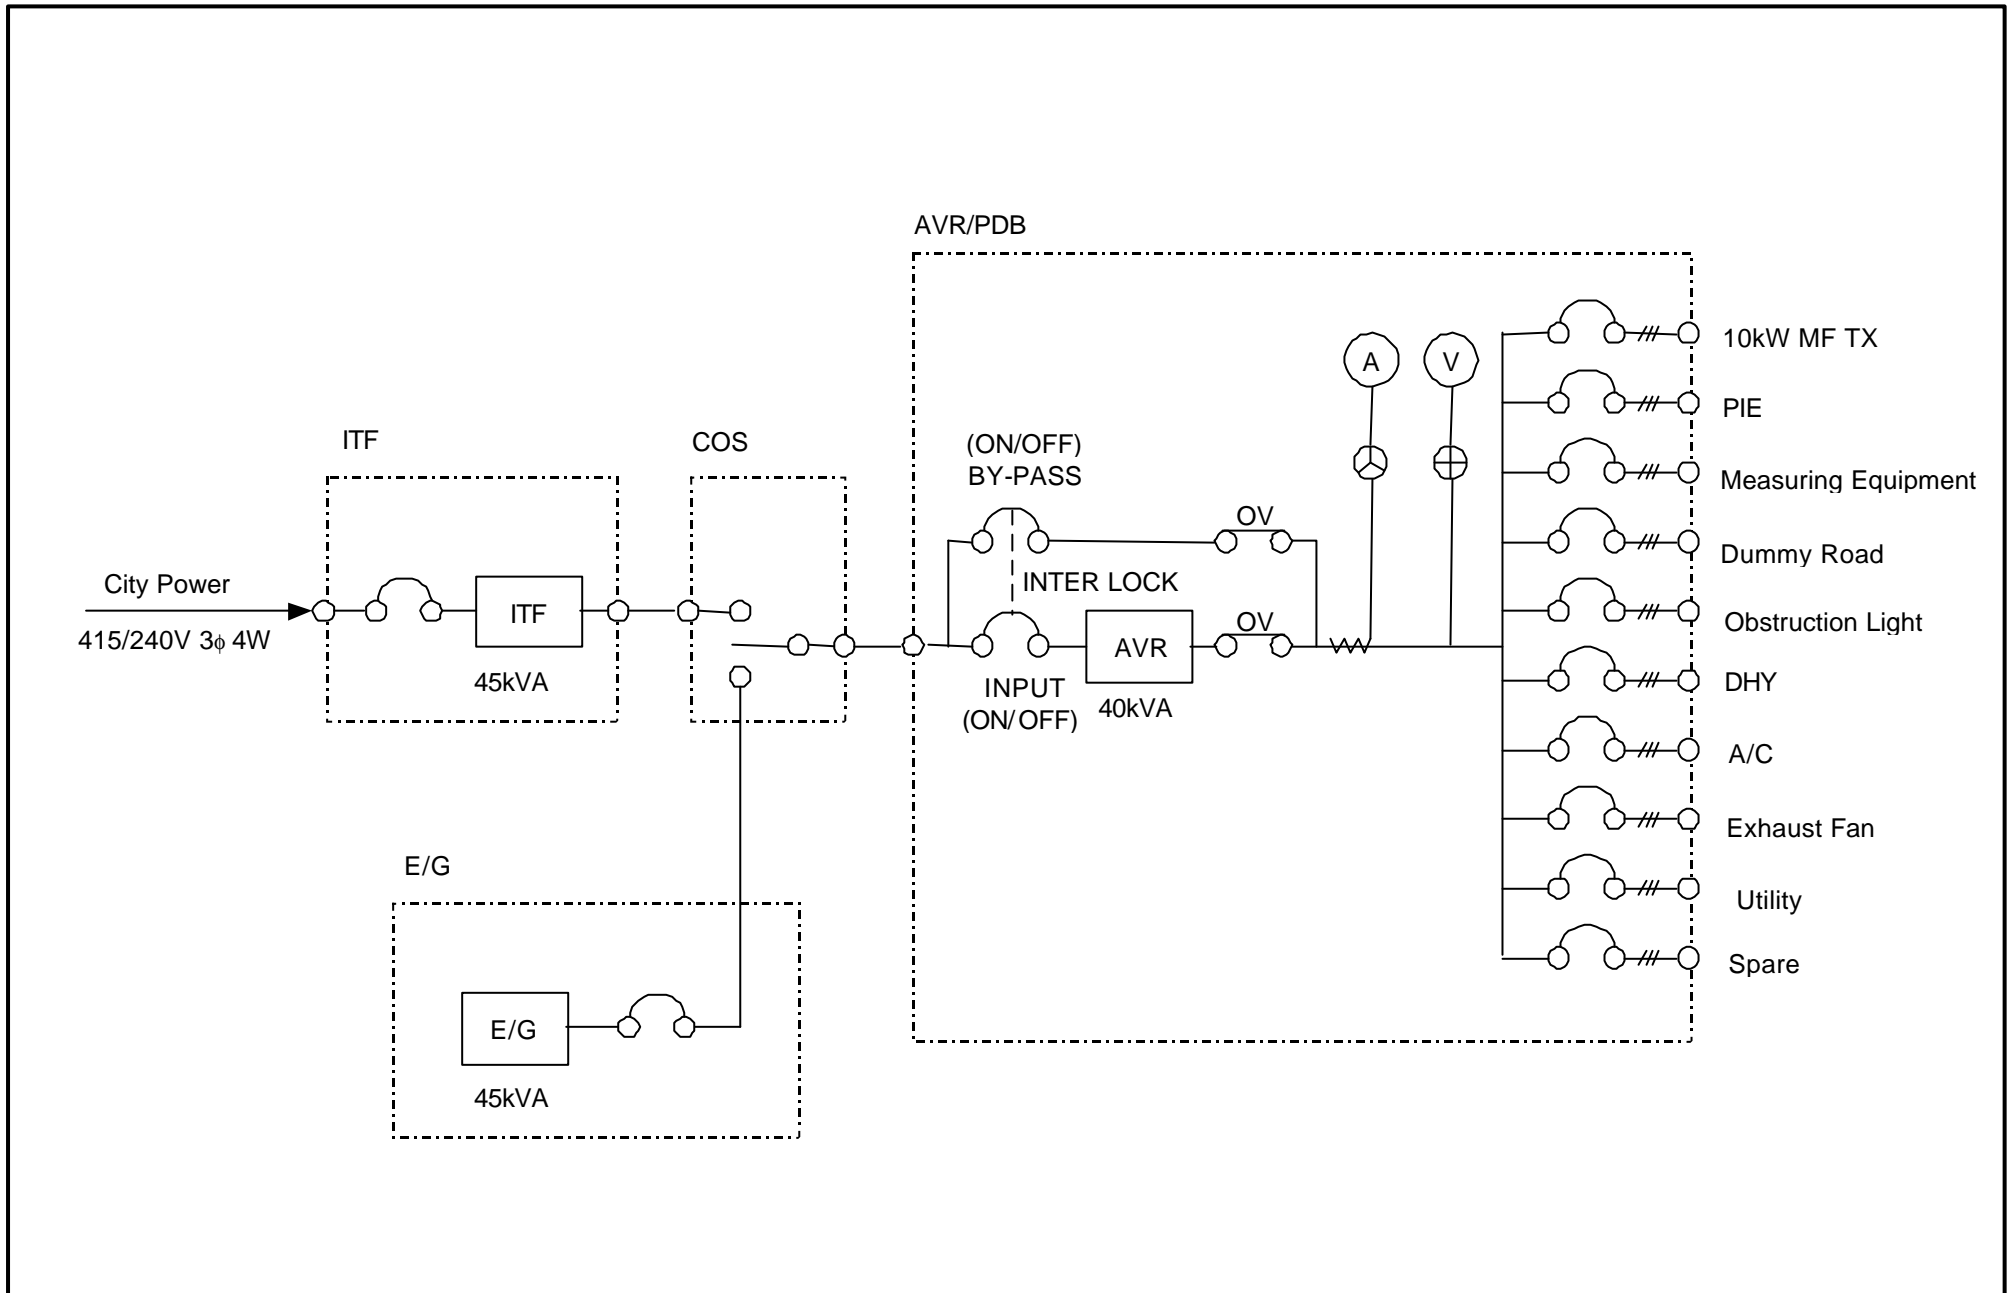 AVR/PDB
10kW MF TX
A
V
PIE
ITF
COS
(ON/OFF)
BY-PASS
Measuring Equipment
OV
Dummy Road
City Power
INTER LOCK
ITF
OV
Obstruction Light
415/240V 3ϕ 4W
AVR
45kVA
INPUT
(ON/OFF)
40kVA
DHY
A/C
Exhaust Fan
E/G
Utility
Spare
E/G
45kVA